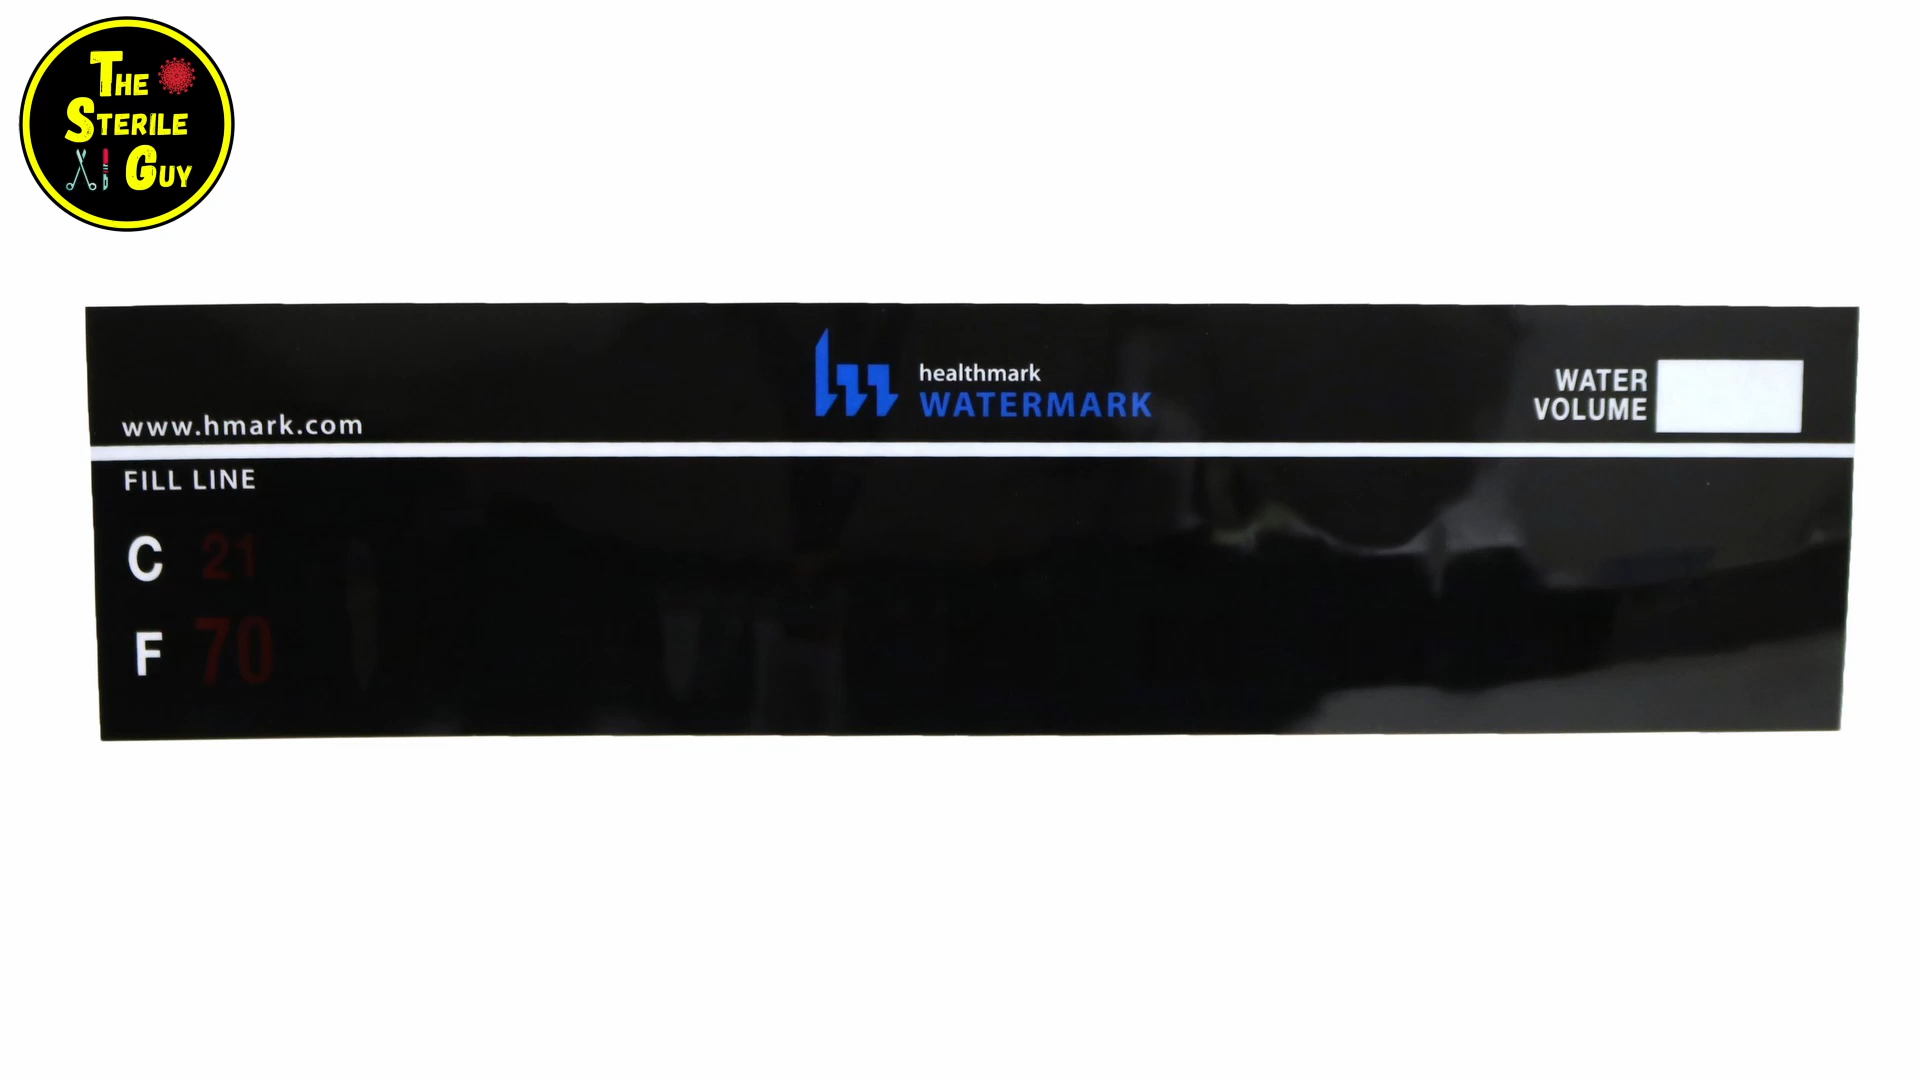 The
Sterile
Guy
healthmark
WATERMARK
WATER
VOLUME
www.hmark.com
FILL LINE
C 21
F 70